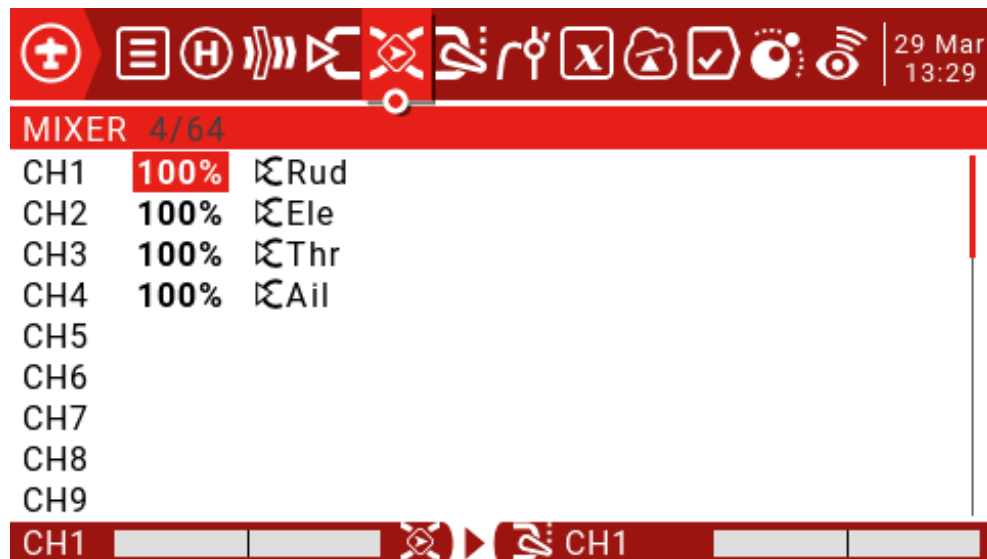 H x 29 Mar
13:29
MIXER 4/64
CH1 100% Rud
CH2 100% Ele
CH3 100% Thr
CH4 100% Ail
CH5
CH6
CH7
CH8
CH9
CH1 CH1